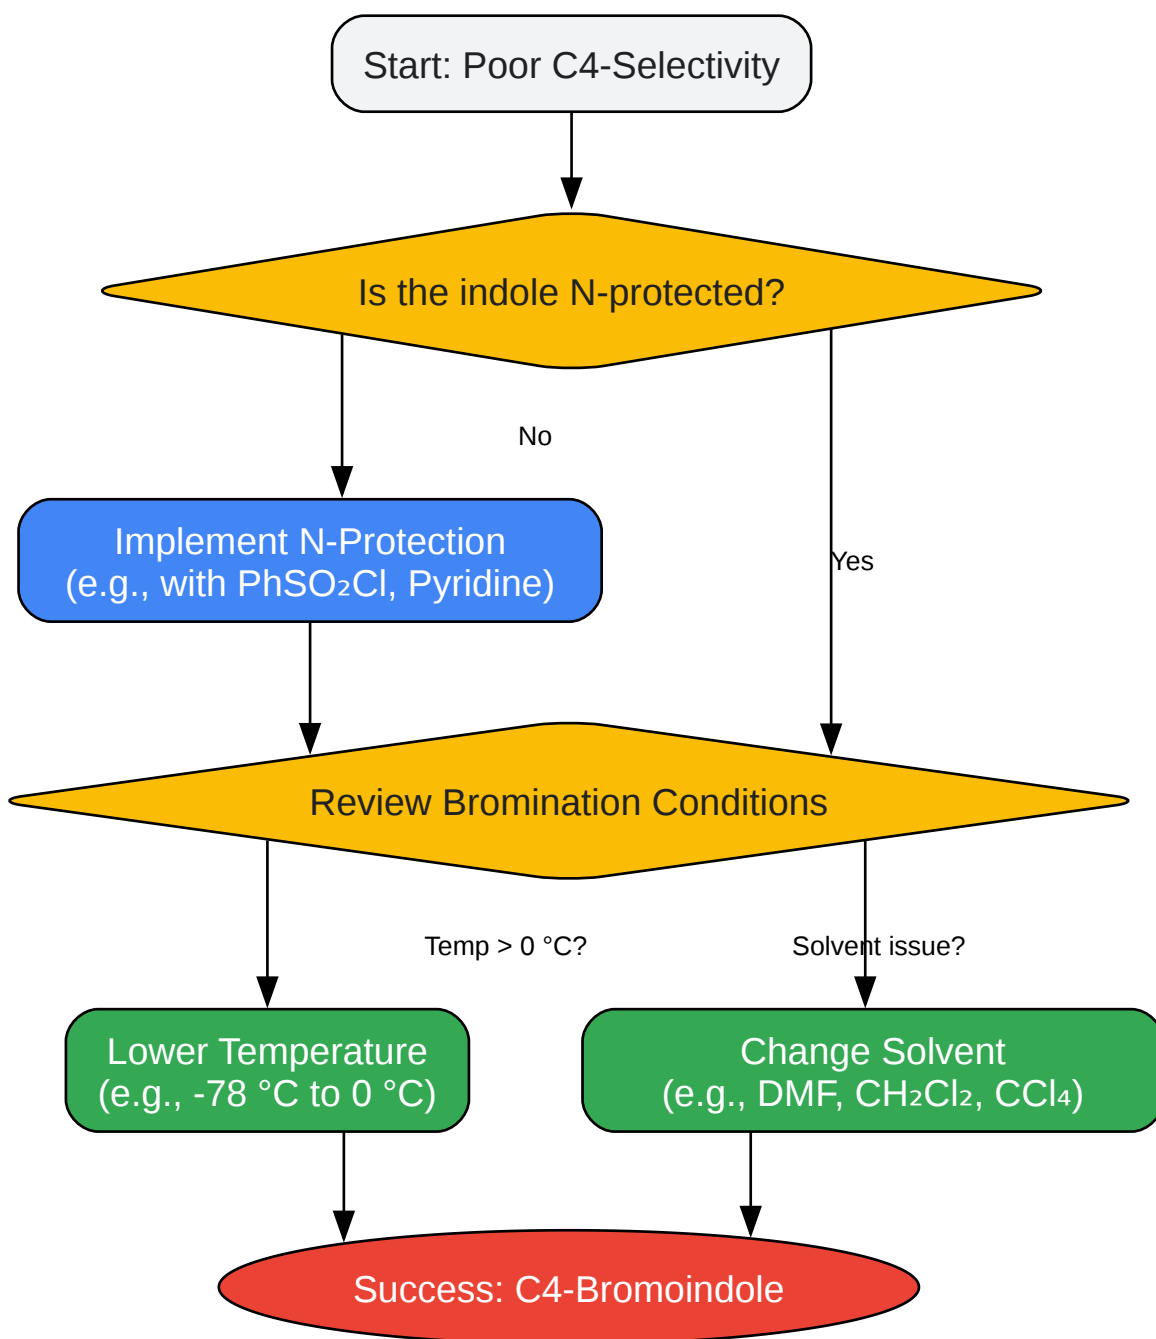 Start: Poor C4-Selectivity
Is the indole N-protected?
No
Implement N-Protection
(e.g., with PhSO₂Cl, Pyridine)
Yes
Review Bromination Conditions
Temp > 0 °C?
Solvent issue?
Lower Temperature
(e.g., -78 °C to 0 °C)
Change Solvent
(e.g., DMF, CH₂Cl₂, CCl₄)
Success: C4-Bromoindole